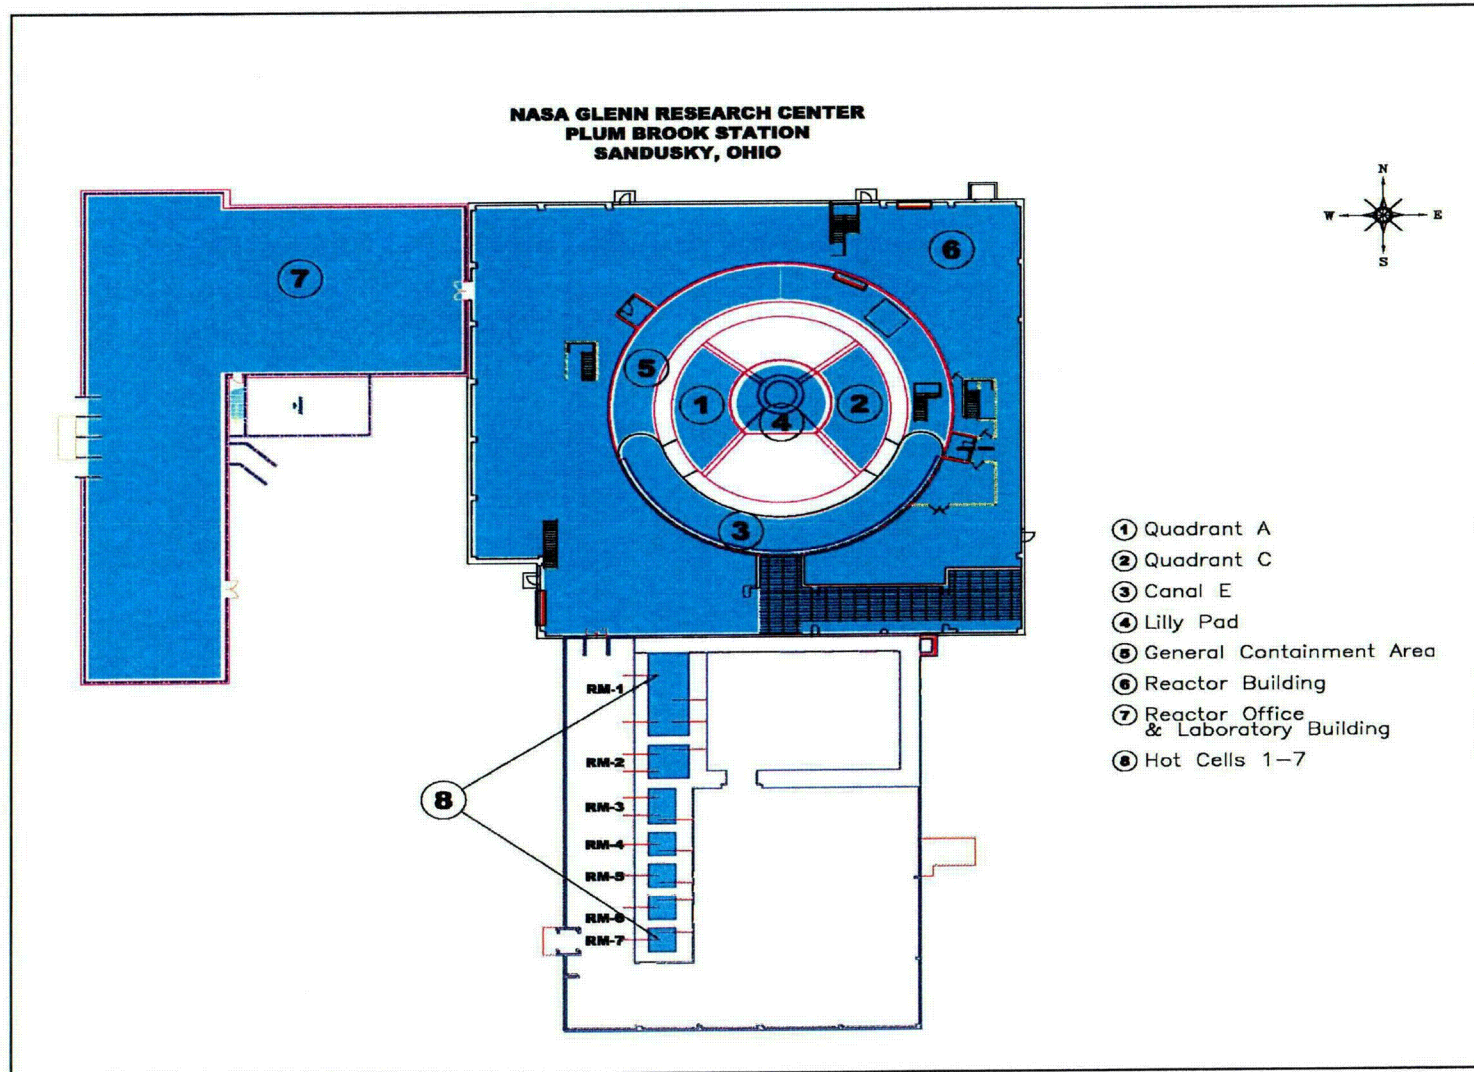 NASA GLENN RESEARCH CENTER
PLUM BROOK STATION
SANDUSKY, OHIO
N
W E
S
6
7
5
1 2
4
3
1 Quadrant A
2 Quadrant C
3 Canal E
4 Lilly Pad
5 General Containment Area
6 Reactor Building
7 Reactor Office
& Laboratory Building
8 Hot Cells 1-7
RM-1
RM-2
8
RM-3
RM-4
RM-5
RM-6
RM-7